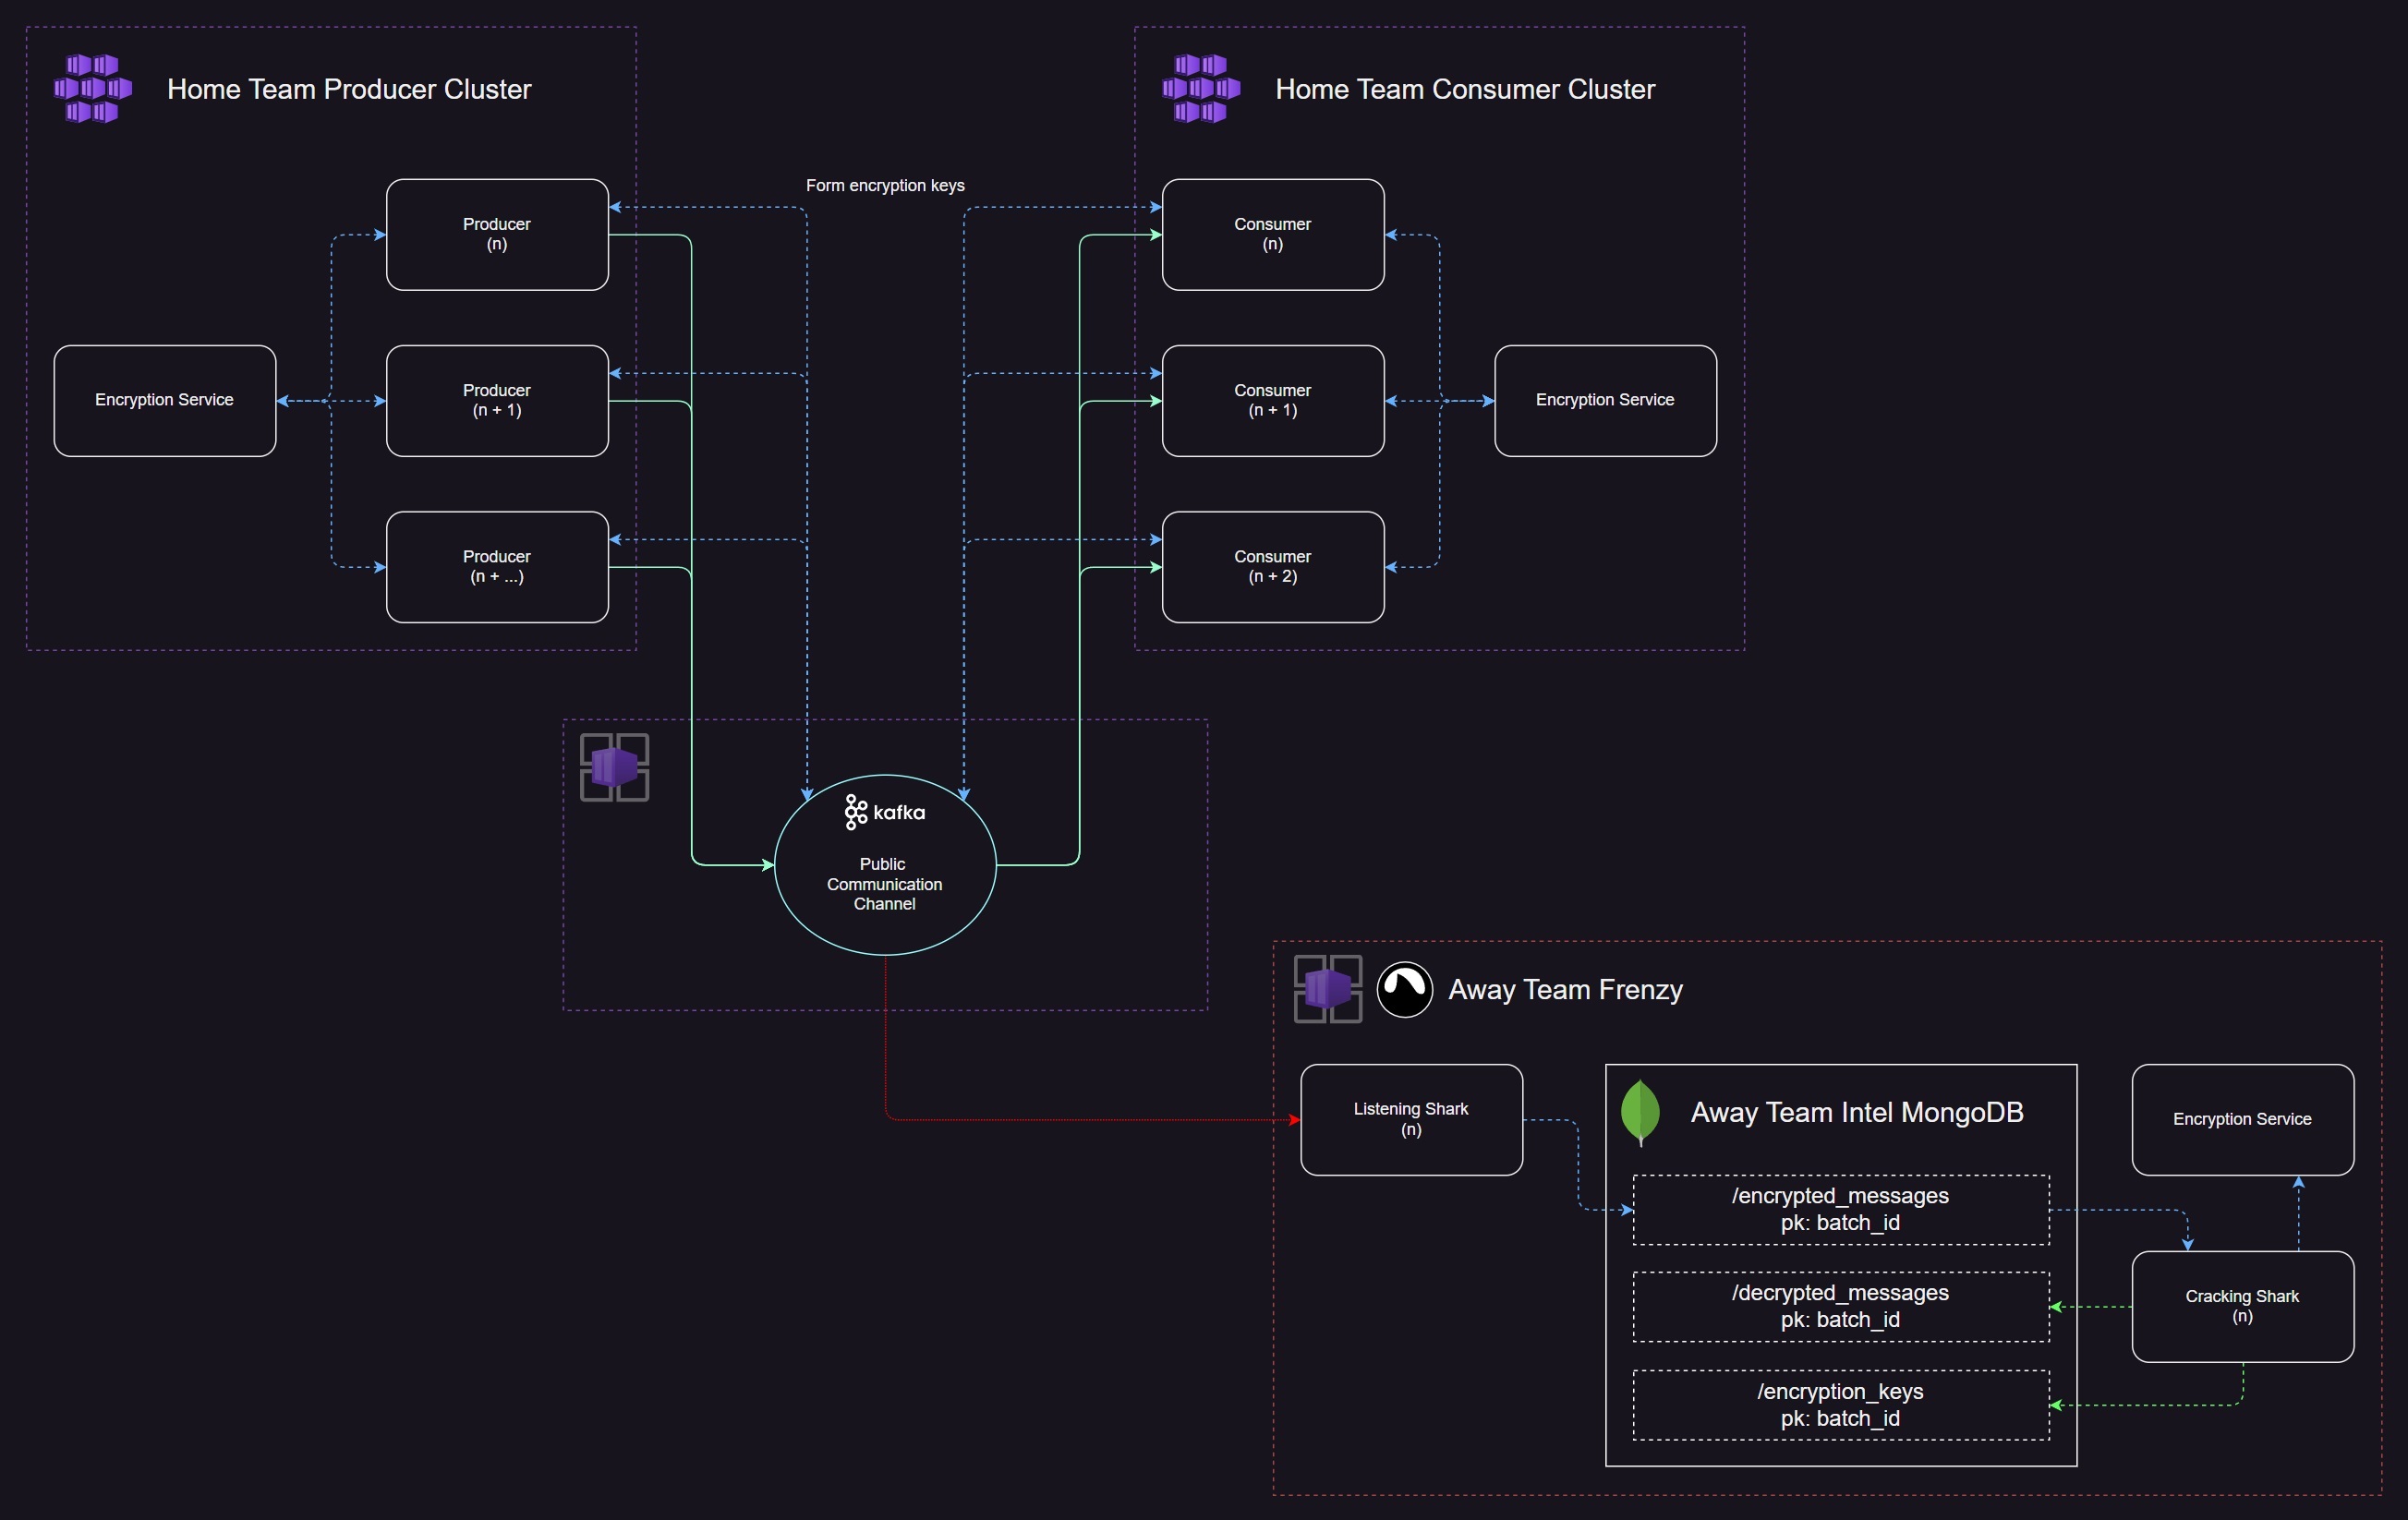 Home Team Producer Cluster
Home Team Consumer Cluster
Form encryption keys
Producer
(n)
Consumer
(n)
Encryption Service
Producer
(n + 1)
Consumer
(n + 1)
Encryption Service
Producer
(n + ...)
Consumer
(n + 2)
kafka
Public
Communication
Channel
Away Team Frenzy
Listening Shark
(n)
Away Team Intel MongoDB
Encryption Service
/encrypted_messages
pk: batch_id
/decrypted_messages
pk: batch_id
Cracking Shark
(n)
/encryption_keys
pk: batch_id